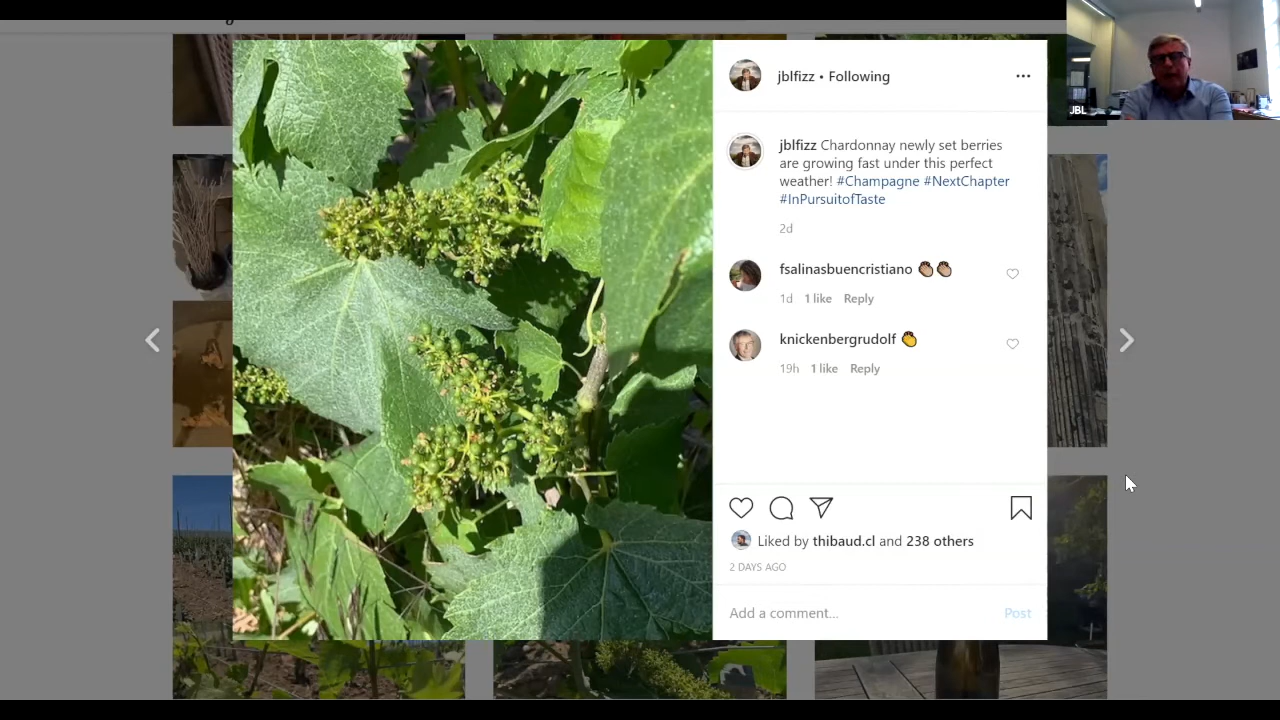 JBL
jblfizz • Following
jblfizz Chardonnay newly set berries
are growing fast under this perfect
weather! #Champagne #NextChapter
#InPursuitofTaste
2d
fsalinasbuencristiano 👏🏼👏🏼
1d 1 like Reply
knickenbergrudolf 👏
19h 1 like Reply
Liked by thibaud.cl and 238 others
2 DAYS AGO
Add a comment...
Post